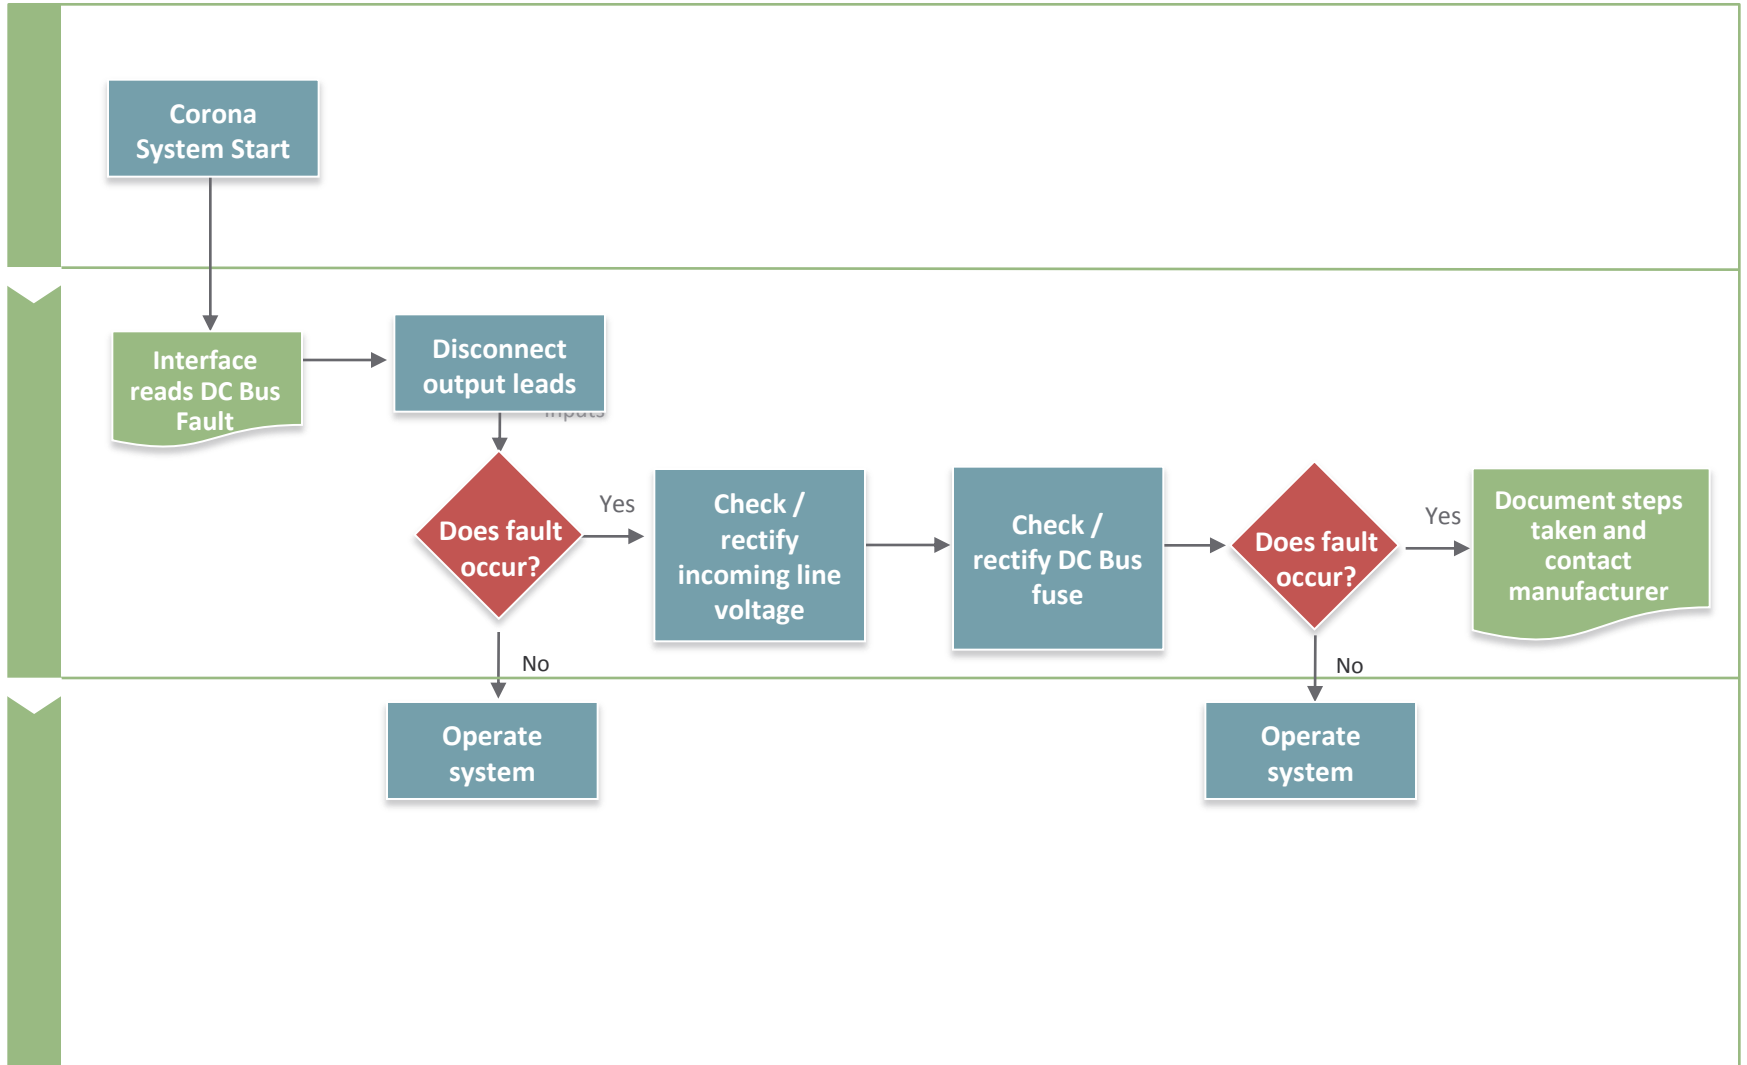 Corona
System Start
Interface
reads DC Bus
Fault
Disconnect
output leads
Inputs
Does fault
occur?
Yes
Check /
rectify
incoming line
voltage
Check /
rectify DC Bus
fuse
Does fault
occur?
Yes
Document steps
taken and
contact
manufacturer
No
No
Operate
system
Operate
system